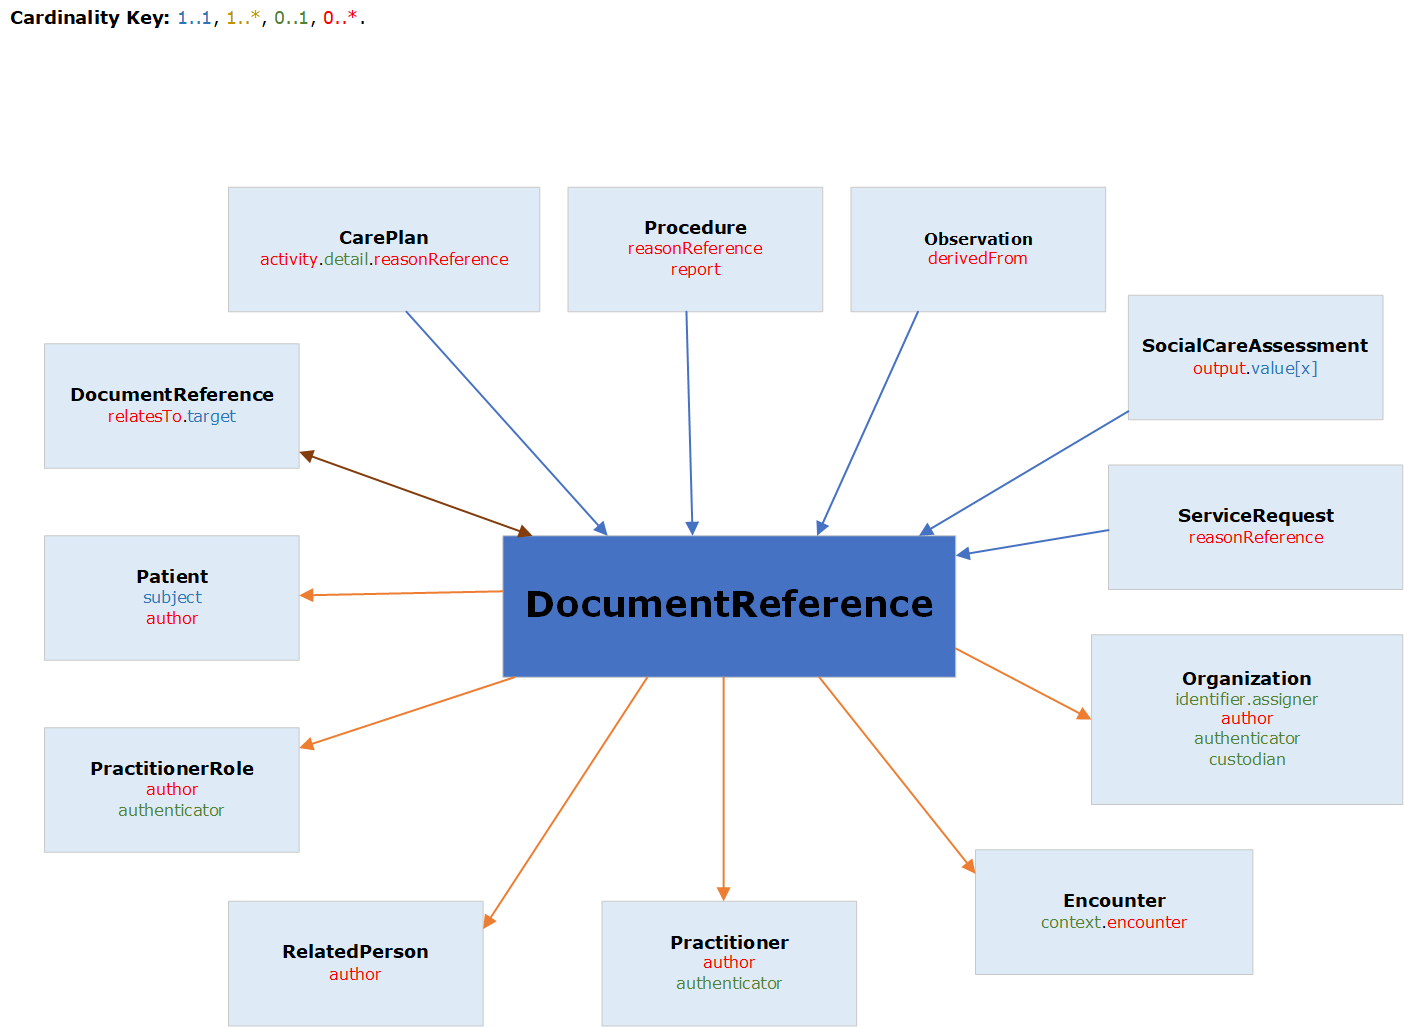 Cardinality Key: 1..1, 1..*, 0..1, 0..*.
CarePlan
activity.detail.reasonReference
Procedure
reasonReference
report
Observation
derivedFrom
SocialCareAssessment
output.value[x]
DocumentReference
relatesTo.target
ServiceRequest
reasonReference
Patient
subject
author
DocumentReference
Organization
identifier.assigner
author
authenticator
custodian
PractitionerRole
author
authenticator
Encounter
context.encounter
RelatedPerson
author
Practitioner
author
authenticator